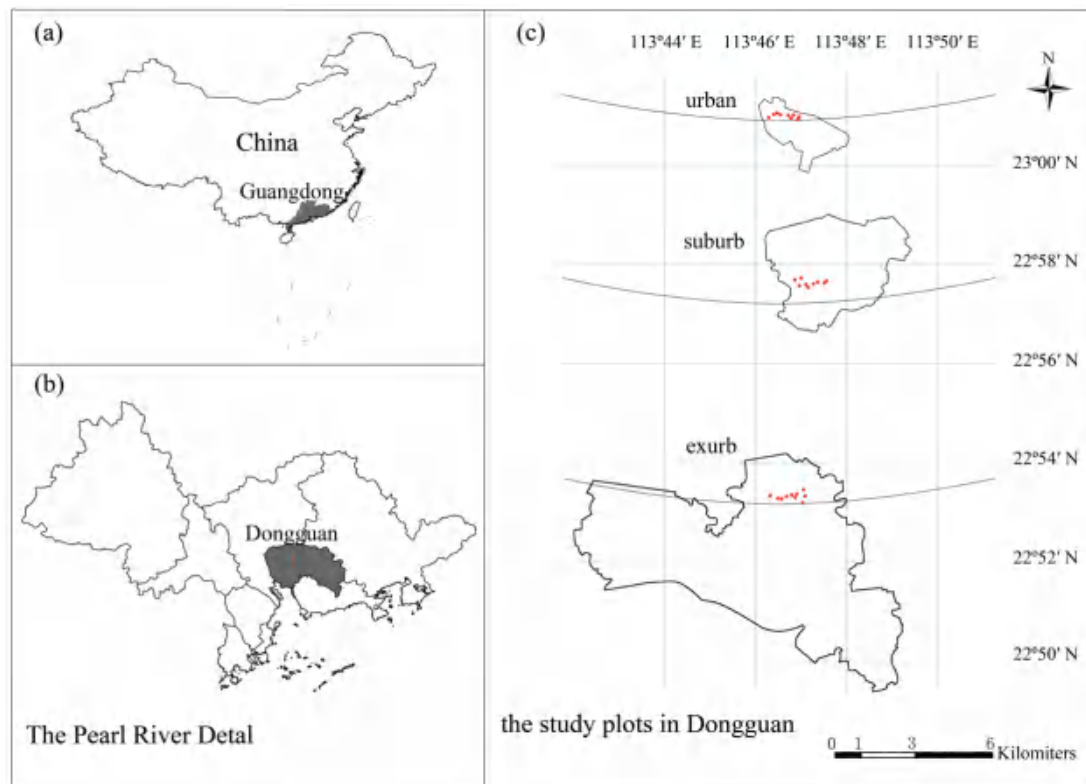 (a)
China
Guangdong
(b)
Dongguan
The Pearl River Detal
(c)
113°44′ E 113°46′ E 113°48′ E 113°50′ E
N
urban
23°00′ N
suburb
22°58′ N
22°56′ N
exurb
22°54′ N
22°52′ N
22°50′ N
the study plots in Dongguan
0 1 3 6
Kilomiters